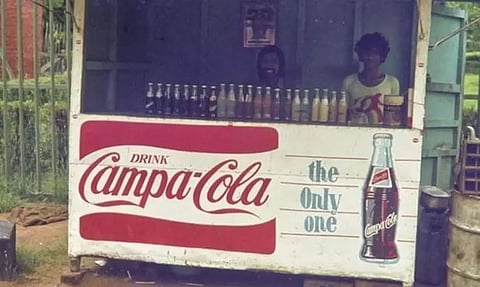 DRINK
Campa-Cola
the
Only
one
Campa-Cola